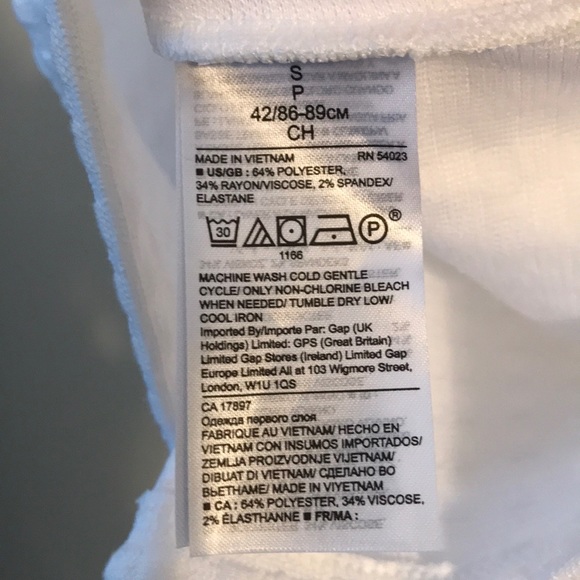 S
P
42/86-89CM
CH
MADE IN VIETNAM RN 54023
■ US/GB : 64% POLYESTER,
34% RAYON/VISCOSE, 2% SPANDEX/
ELASTANE
30 P ®
1166
MACHINE WASH COLD GENTLE
CYCLE/ ONLY NON-CHLORINE BLEACH
WHEN NEEDED/ TUMBLE DRY LOW/
COOL IRON
Imported By/Importe Par: Gap (UK
Holdings) Limited: GPS (Great Britain)
Limited Gap Stores (Ireland) Limited Gap
Europe Limited All at 103 Wigmore Street,
London, W1U 1QS
CA 17897
Одежда первого слоя
FABRIQUE AU VIETNAM/ HECHO EN
VIETNAM CON INSUMOS IMPORTADOS/
ZEMLJA PROIZVODNJE VIJETNAM/
DIBUAT DI VIETNAM/ СДЕЛАНО ВО
ВЬЕТНАМЕ/ MADE IN VIYETNAM
■ CA : 64% POLYESTER, 34% VISCOSE,
2% ÉLASTHANNE ■ FR/MA :